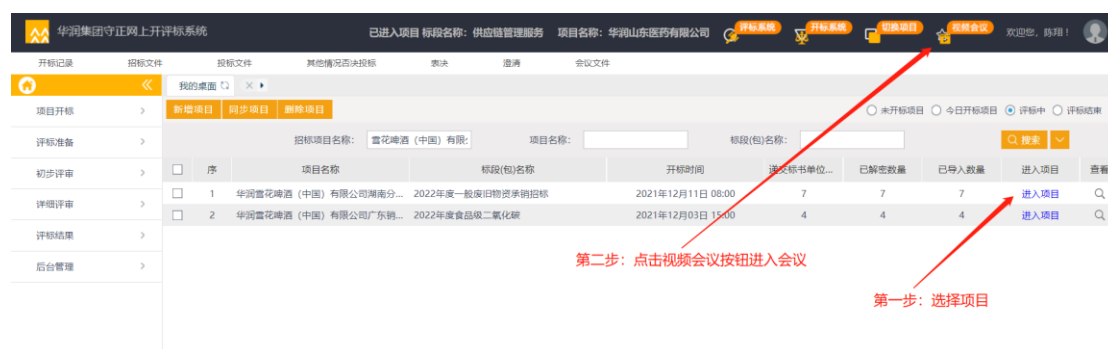 华润集团守正网上开评标系统 已进入项目 标段名称：供应链管理服务 项目名称：华润山东医药有限公司 评标系统 开标系统 切换项目 视频会议 欢迎您，陈翔！
开标记录 招标文件 投标文件 其他情况否决投标 表决 澄清 会议文件
我的桌面
项目开标
评标准备
初步评审
详细评审
评标结果
后台管理
新增项目 同步项目 删除项目 未开标项目 今日开标项目 评标中 评标结束
招标项目名称： 雪花啤酒（中国）有限: 项目名称： 标段(包)名称： 搜索
序 项目名称 标段(包)名称 开标时间 递交标书单位... 已解密数量 已导入数量 进入项目 查看
1 华润雪花啤酒（中国）有限公司湖南分... 2022年度一般废旧物资承销招标 2021年12月11日 08:00 7 7 7 进入项目
2 华润雪花啤酒（中国）有限公司广东销... 2022年度食品级二氧化碳 2021年12月03日 15:00 4 4 4 进入项目
第二步：点击视频会议按钮进入会议
第一步：选择项目